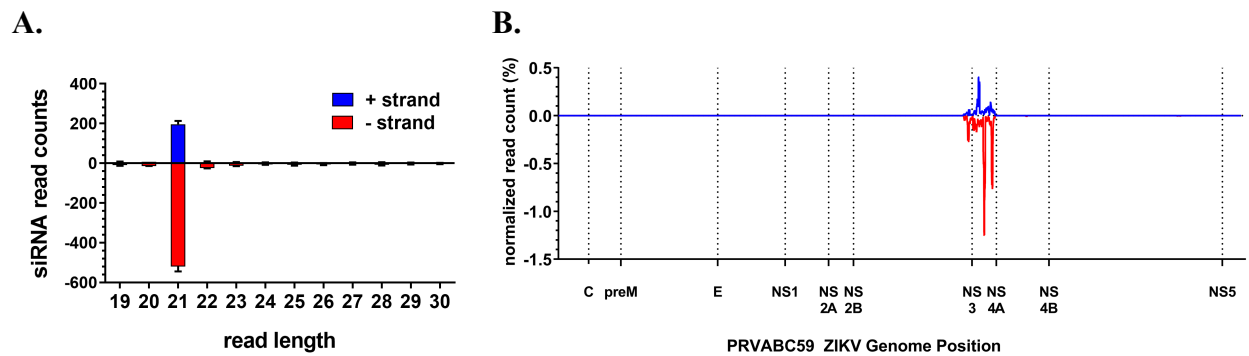 A.
B.
400
200
0
-200
-400
-600
siRNA read counts
+ strand
- strand
19 20 21 22 23 24 25 26 27 28 29 30
read length
0.5
0.0
-0.5
-1.0
-1.5
normalized read count (%)
C preM E NS1 NS NS NS NS NS NS5
2A 2B 3 4A 4B
PRVABC59 ZIKV Genome Position